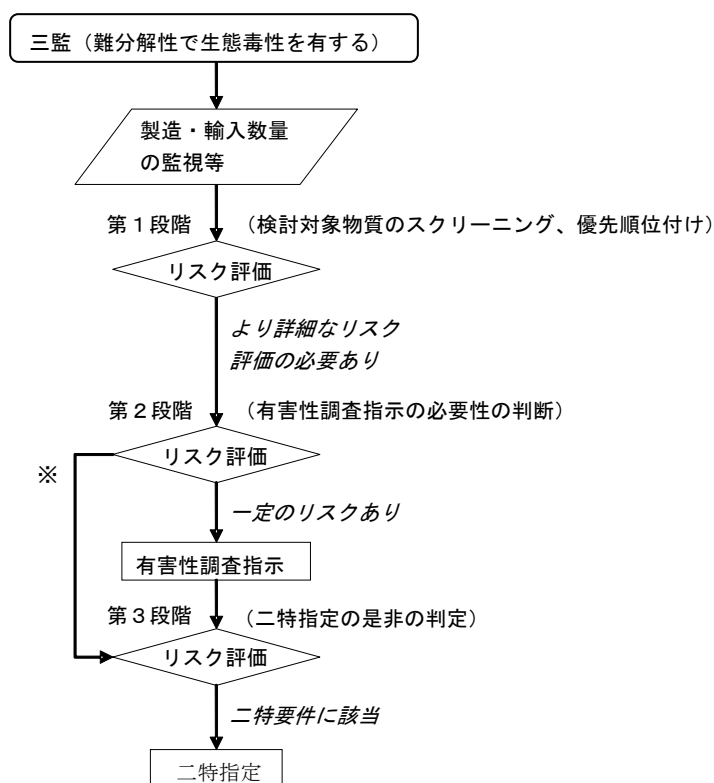 三監（難分解性で生態毒性を有する）
製造・輸入数量
の監視等
第１段階　（検討対象物質のスクリーニング、優先順位付け）
リスク評価
より詳細なリスク
評価の必要あり
第２段階　（有害性調査指示の必要性の判断）
リスク評価
※
一定のリスクあり
有害性調査指示
第３段階　（二特指定の是非の判定）
リスク評価
二特要件に該当
二特指定